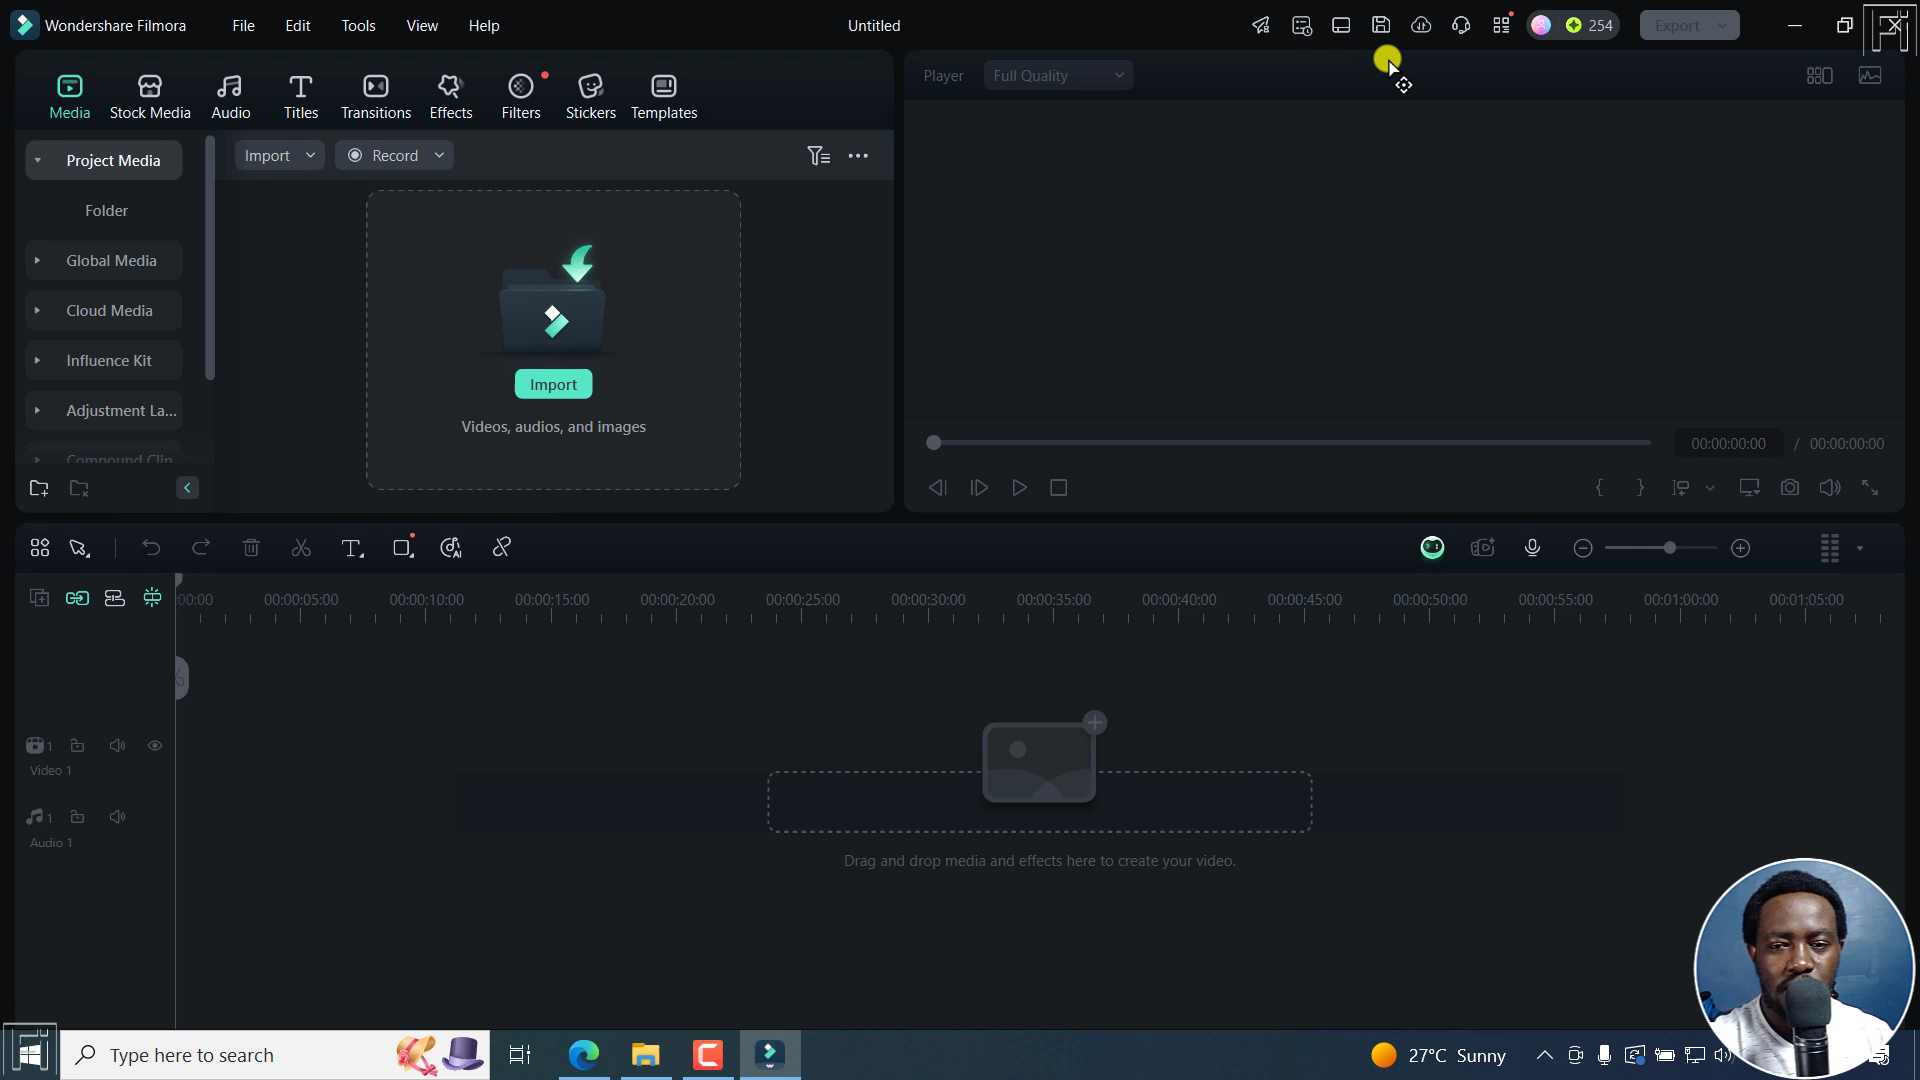 Wondershare Filmora File Edit Tools View Help Untitled 254 Export
Media Stock Media Audio Titles Transitions Effects Filters Stickers Templates
Player Full Quality
Project Media
Import Record
Folder
Global Media
Cloud Media
Influence Kit
Adjustment La...
Compound Clip
Import
Videos, audios, and images
00:00:00:00 / 00:00:00:00
:00:00 00:00:05:00 00:00:10:00 00:00:15:00 00:00:20:00 00:00:25:00 00:00:30:00 00:00:35:00 00:00:40:00 00:00:45:00 00:00:50:00 00:00:55:00 00:01:00:00 00:01:05:00
1
Video 1
1
Audio 1
Drag and drop media and effects here to create your video.
Type here to search
27°C Sunny